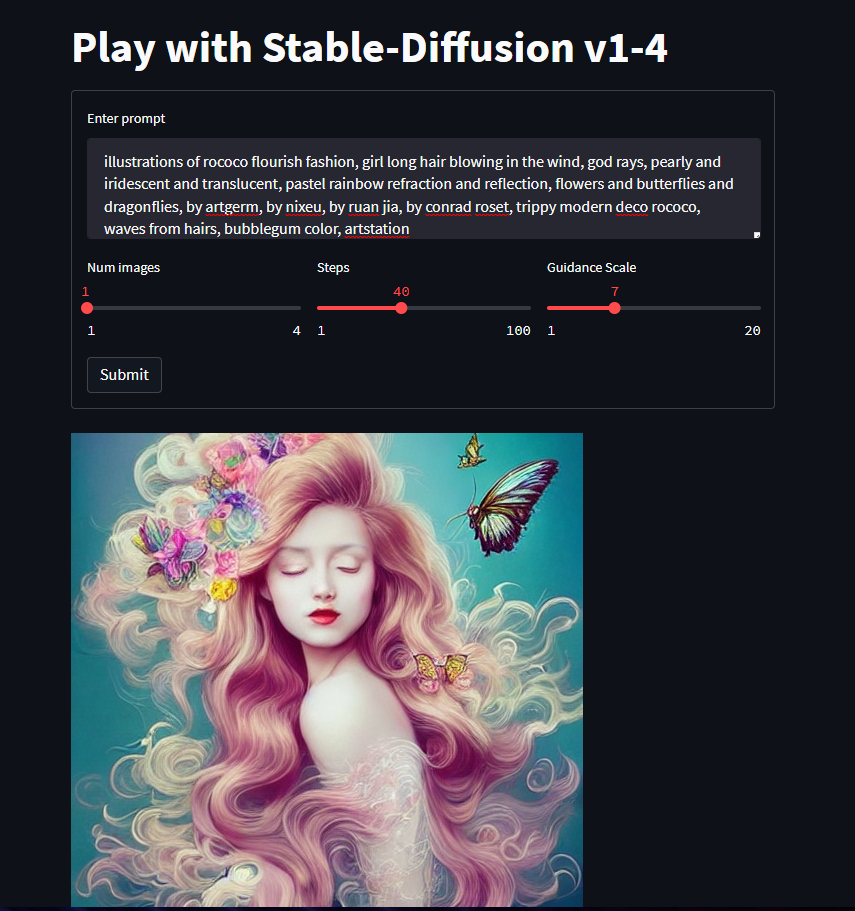 Play with Stable-Diffusion v1-4
Enter prompt
illustrations of rococo flourish fashion, girl long hair blowing in the wind, god rays, pearly and
iridescent and translucent, pastel rainbow refraction and reflection, flowers and butterflies and
dragonflies, by artgerm, by nixeu, by ruan jia, by conrad roset, trippy modern deco rococo,
waves from hairs, bubblegum color, artstation
Num images
1
1 4
Steps
40
1 100
Guidance Scale
7
1 20
Submit